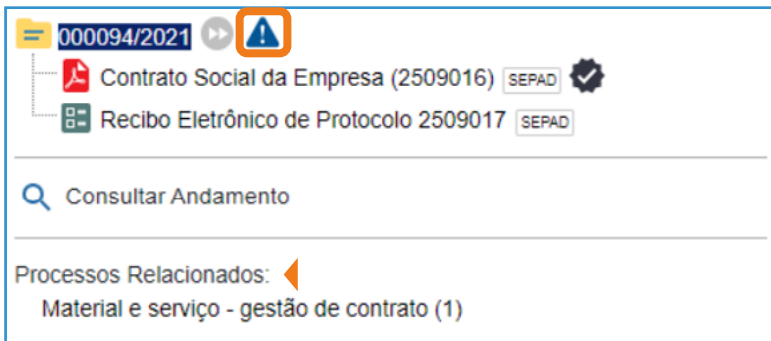 000094/2021
Contrato Social da Empresa (2509016) SEPAD
Recibo Eletrônico de Protocolo 2509017 SEPAD
Consultar Andamento
Processos Relacionados:
Material e serviço - gestão de contrato (1)